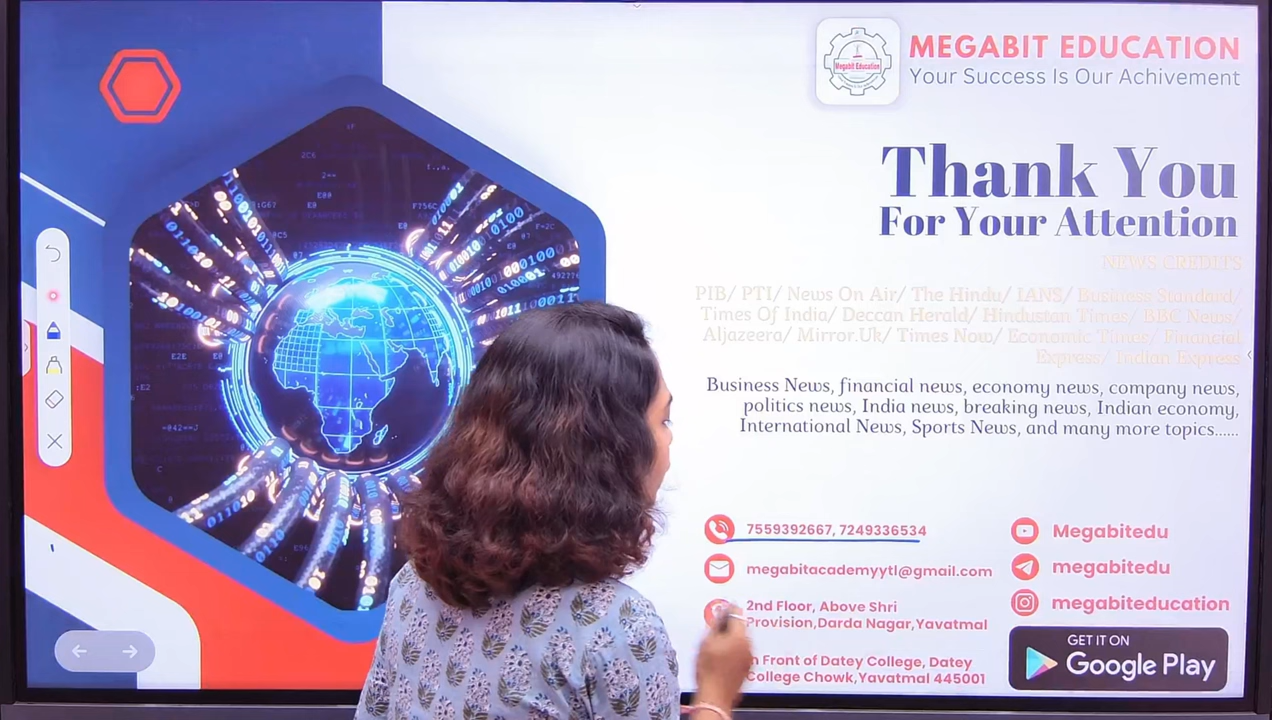 MEGABIT EDUCATION
Your Success Is Our Achivement
Megabit Education
Thank You
For Your Attention
NEWS CREDITS
PIB/ PTI/ News On Air/ The Hindu/ IANS/ Business Standard/
Times Of India/ Deccan Herald/ Hindustan Times/ BBC News/
Aljazeera/ Mirror.Uk/ Times Now/ Economic Times/ Financial
Express/ Indian Express
Business News, financial news, economy news, company news,
politics news, India news, breaking news, Indian economy,
International News, Sports News, and many more topics......
7559392667, 7249336534
megabitacademyytl@gmail.com
2nd Floor, Above Shri
Provision,Darda Nagar,Yavatmal
Front of Datey College, Datey
College Chowk,Yavatmal 445001
Megabitedu
megabitedu
megabiteducation
GET IT ON
Google Play